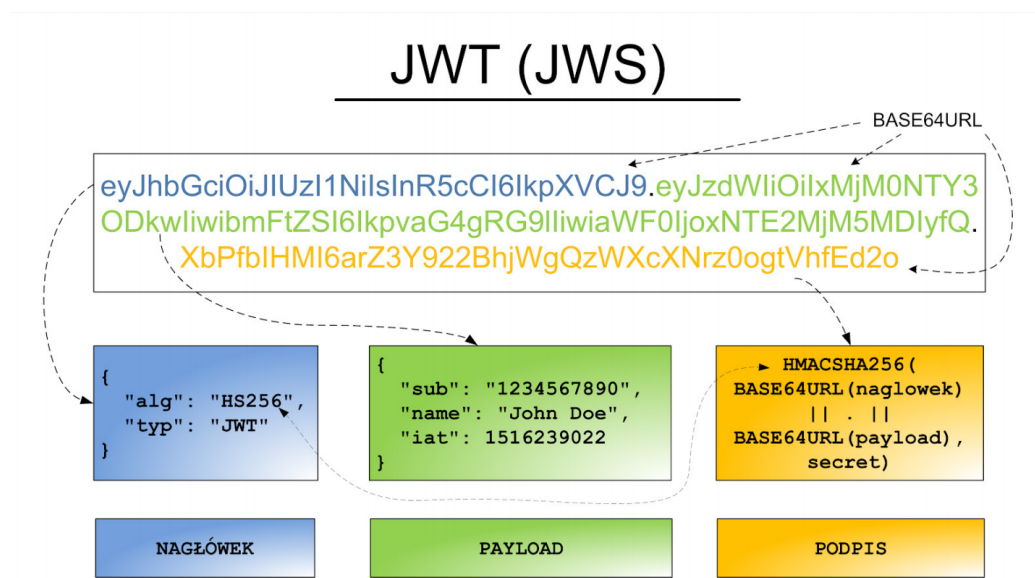 JWT (JWS)
BASE64URL
eyJhbGciOiJIUzI1NiIsInR5cCI6IkpXVCJ9.eyJzdWIiOiIxMjM0NTY3
ODkwIiwibmFtZSI6IkpvaG4gRG9lIiwiaWF0IjoxNTE2MjM5MDIyfQ.
XbPfbIHMI6arZ3Y922BhjWgQzWXcXNrz0ogtVhfEd2o
{
"alg": "HS256",
"typ": "JWT"
}
{
"sub": "1234567890",
"name": "John Doe",
"iat": 1516239022
}
HMACSHA256(
BASE64URL(naglowek)
|| . ||
BASE64URL(payload),
secret)
NAGŁÓWEK
PAYLOAD
PODPIS